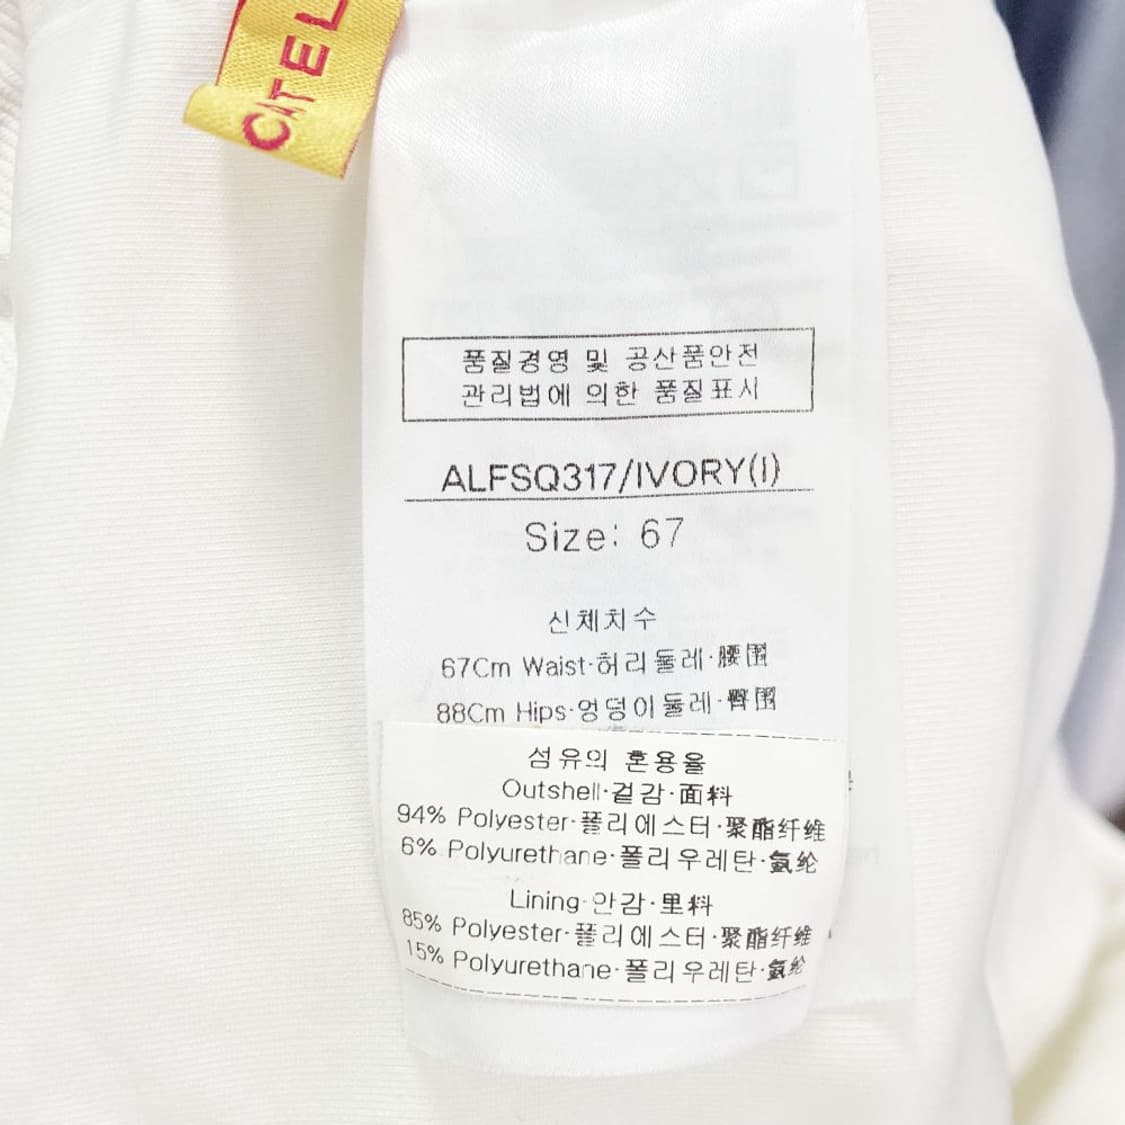 CATEL
품질경영 및 공산품안전
관리법에 의한 품질표시
ALFSQ317/IVORY(I)
Size: 67
신체치수
67Cm Waist·허리둘레·腰围
88Cm Hips·엉덩이둘레·臀围
섬유의 혼용율
Outshell·겉감·面料
94% Polyester·폴리에스터·聚酯纤维
6% Polyurethane·폴리우레탄·氨纶
Lining·안감·里料
85% Polyester·폴리에스터·聚酯纤维
15% Polyurethane·폴리우레탄·氨纶